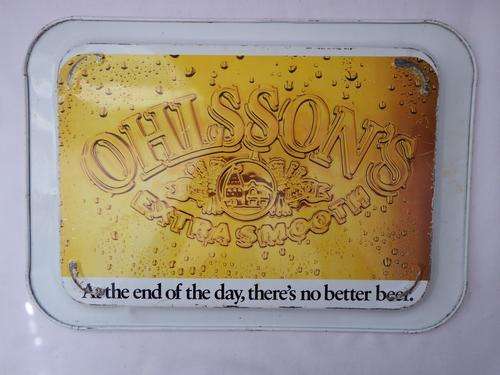 OHLSSON'S
EXTRA SMOOTH
At the end of the day, there's no better beer.